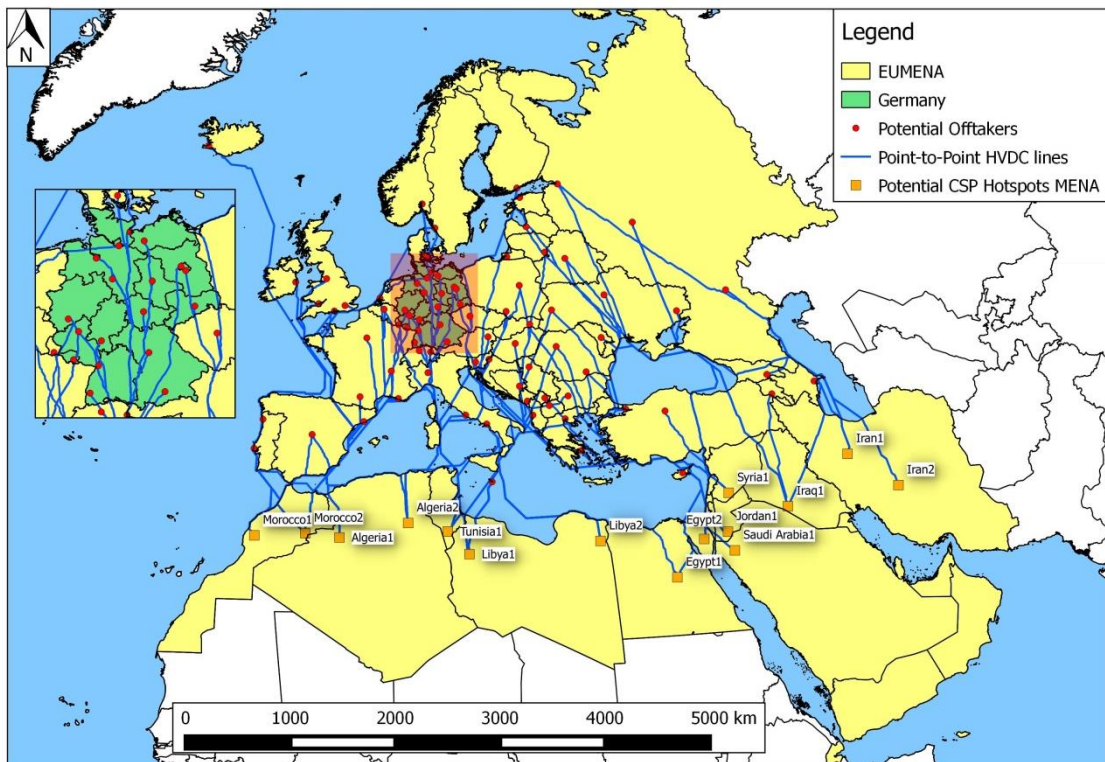 N
Legend
EUMENA
Germany
Potential Offtakers
Point-to-Point HVDC lines
Potential CSP Hotspots MENA
Iran1
Iran2
Syria1
Iraq1
Algeria2
Morocco1
Morocco2
Algeria1
Tunisia1
Libya1
Libya2
Egypt2
Jordan1
Saudi Arabia1
Egypt1
0 1000 2000 3000 4000 5000 km